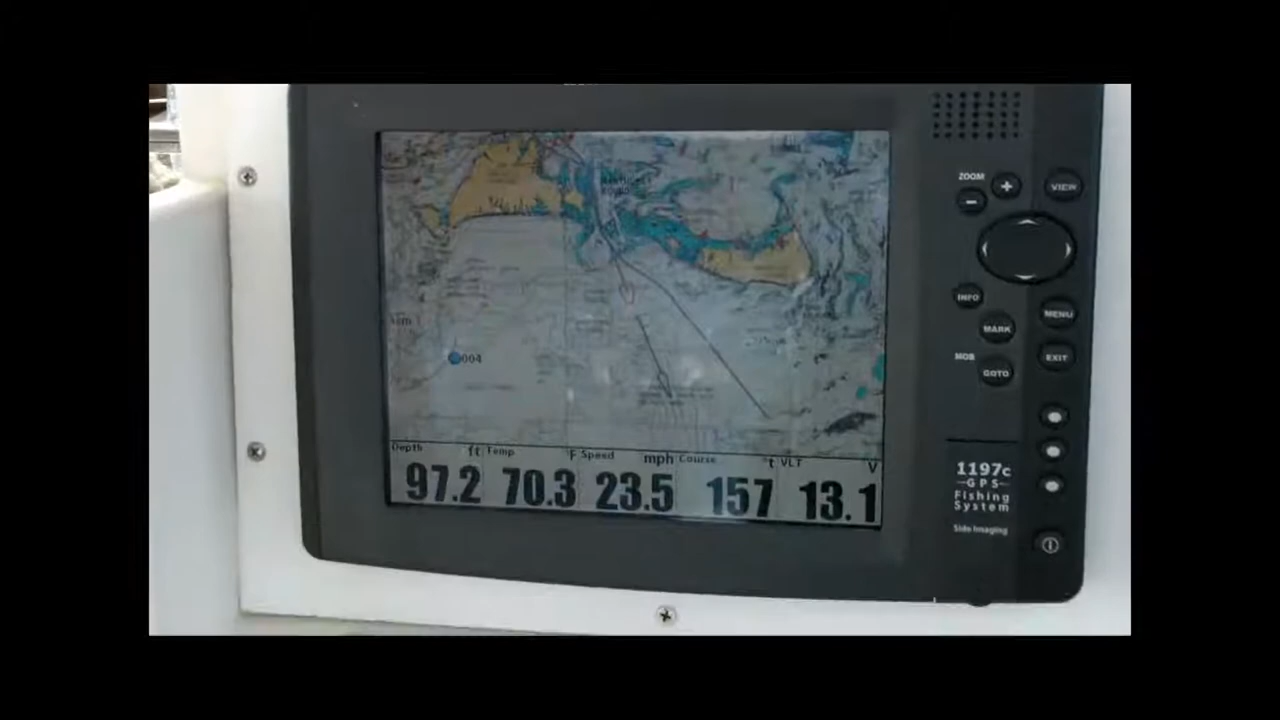 ZOOM
+
-
VIEW
INFO
MARK
MENU
MOB
GOTO
EXIT
004
Depth ft Temp °F Speed mph Course °t VLT V
97.2 70.3 23.5 157 13.1
1197c
GPS
Fishing
System
Side Imaging